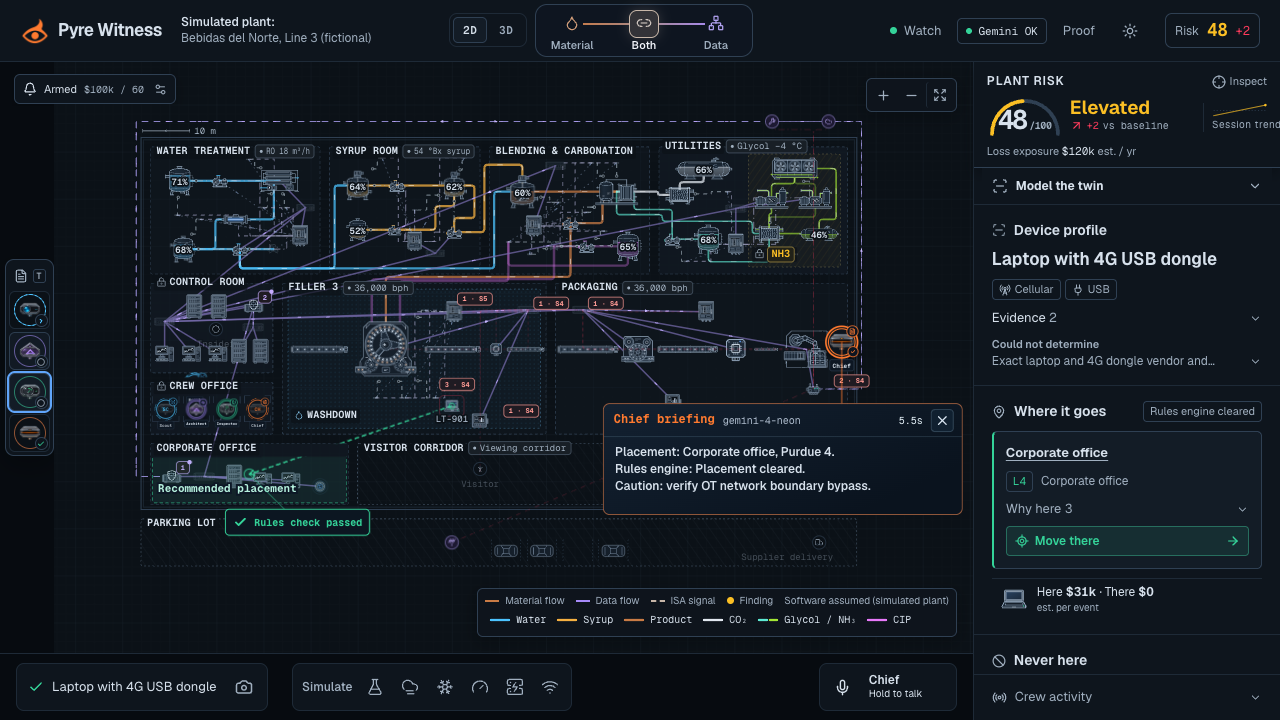 Pyre Witness
Simulated plant:
Bebidas del Norte, Line 3 (fictional)
2D
3D
Material
Both
Data
Watch
Gemini OK
Proof
Risk 48 +2
Armed $100k / 60
10 m
WATER TREATMENT
RO 18 m³/h
SYRUP ROOM
54 °Bx syrup
BLENDING & CARBONATION
UTILITIES
Glycol −4 °C
71%
64%
62%
60%
66%
52%
68%
65%
68%
46%
NH3
CONTROL ROOM
FILLER 3
36,000 bph
PACKAGING
36,000 bph
2
1 · S5
1 · S4
1 · S4
Inside
Chief
3 · S4
2 · S4
1 · S4
CREW OFFICE
Scout
Architect
Inspector
Chief
WASHDOWN
LT-901
CORPORATE OFFICE
VISITOR CORRIDOR
Viewing corridor
1
Visitor
Recommended placement
PARKING LOT
Rules check passed
Supplier delivery
T
Chief briefing gemini-4-neon 5.5s
Placement: Corporate office, Purdue 4.
Rules engine: Placement cleared.
Caution: verify OT network boundary bypass.
Material flow
Data flow
ISA signal
Finding
Software assumed (simulated plant)
Water
Syrup
Product
CO₂
Glycol / NH₃
CIP
Laptop with 4G USB dongle
Simulate
Chief
Hold to talk
PLANT RISK
Inspect
48 /100
Elevated
+2 vs baseline
Session trend
Loss exposure $120k est. / yr
Model the twin
Device profile
Laptop with 4G USB dongle
Cellular
USB
Evidence 2
Could not determine
Exact laptop and 4G dongle vendor and…
Where it goes
Rules engine cleared
Corporate office
L4 Corporate office
Why here 3
Move there
Here $31k · There $0
est. per event
Never here
Crew activity